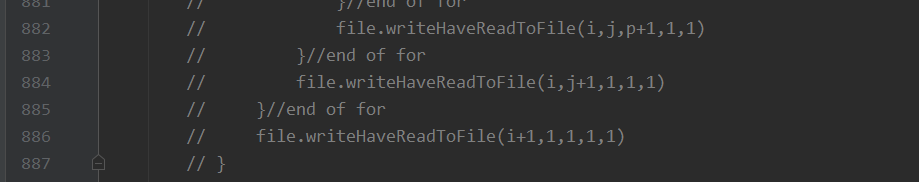 881 // }//end of for
882 // file.writeHaveReadToFile(i,j,p+1,1,1)
883 // }//end of for
884 // file.writeHaveReadToFile(i,j+1,1,1,1)
885 // }//end of for
886 // file.writeHaveReadToFile(i+1,1,1,1,1)
887 // }